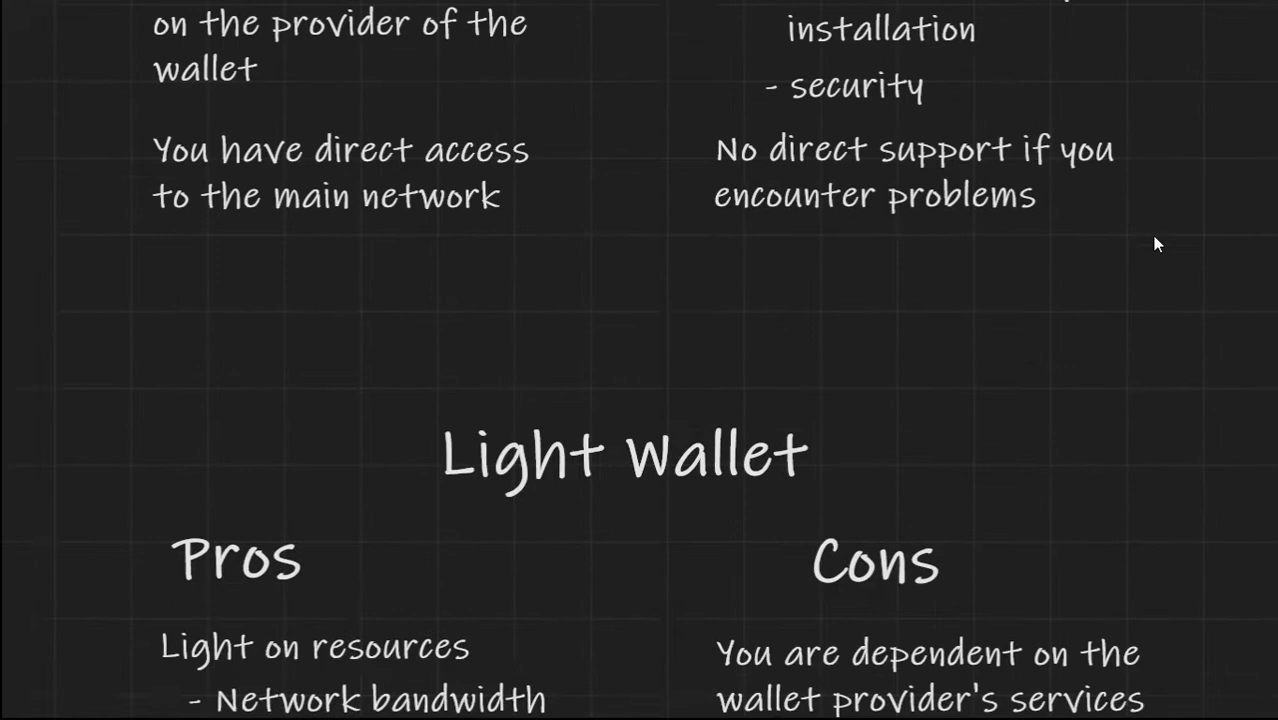 on the provider of the
wallet
You have direct access
to the main network
installation
- security
No direct support if you
encounter problems
Light Wallet
Pros
Light on resources
- Network bandwidth
Cons
You are dependent on the
wallet provider's services